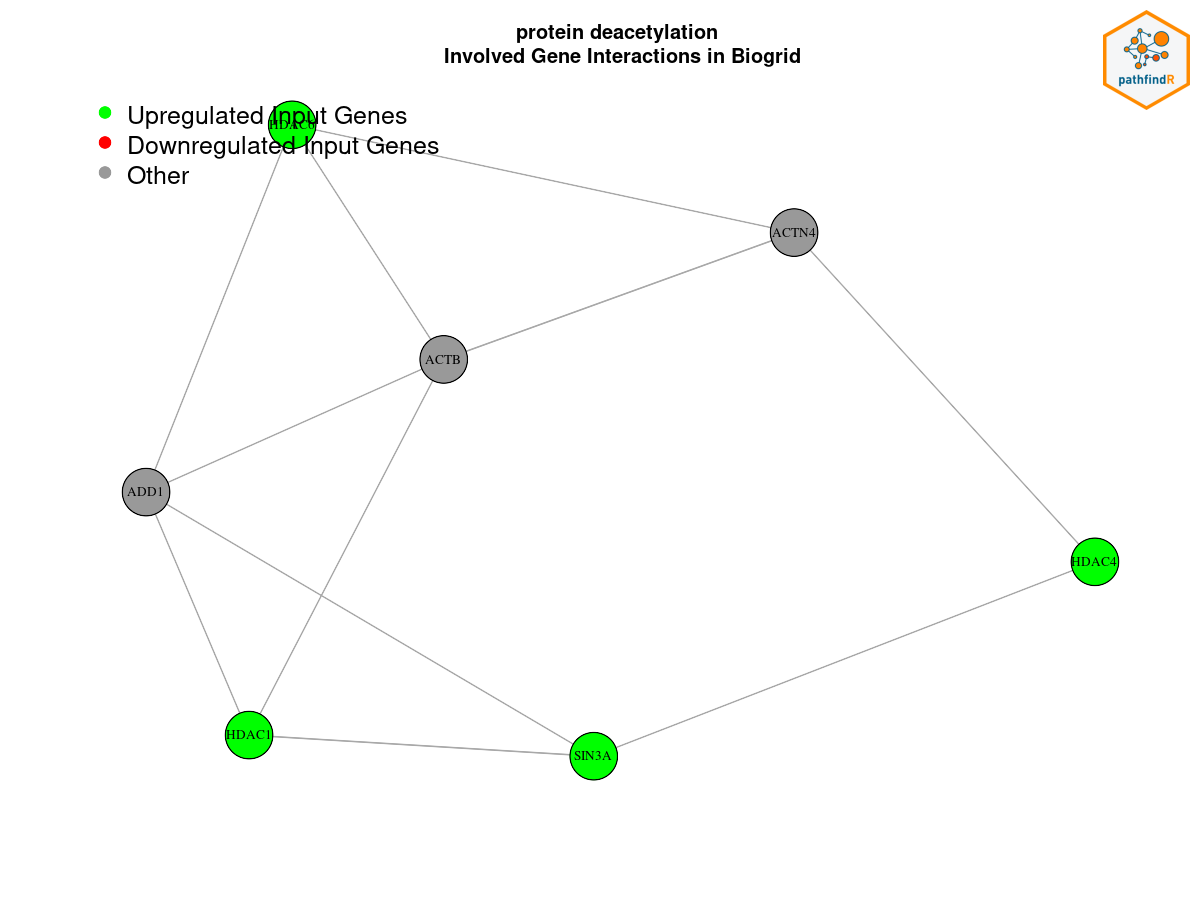 protein deacetylation
Involved Gene Interactions in Biogrid
pathfindR
Upregulated Input Genes
Downregulated Input Genes
Other
ACTN4
ACTB
ADD1
HDAC4
HDAC1
SIN3A